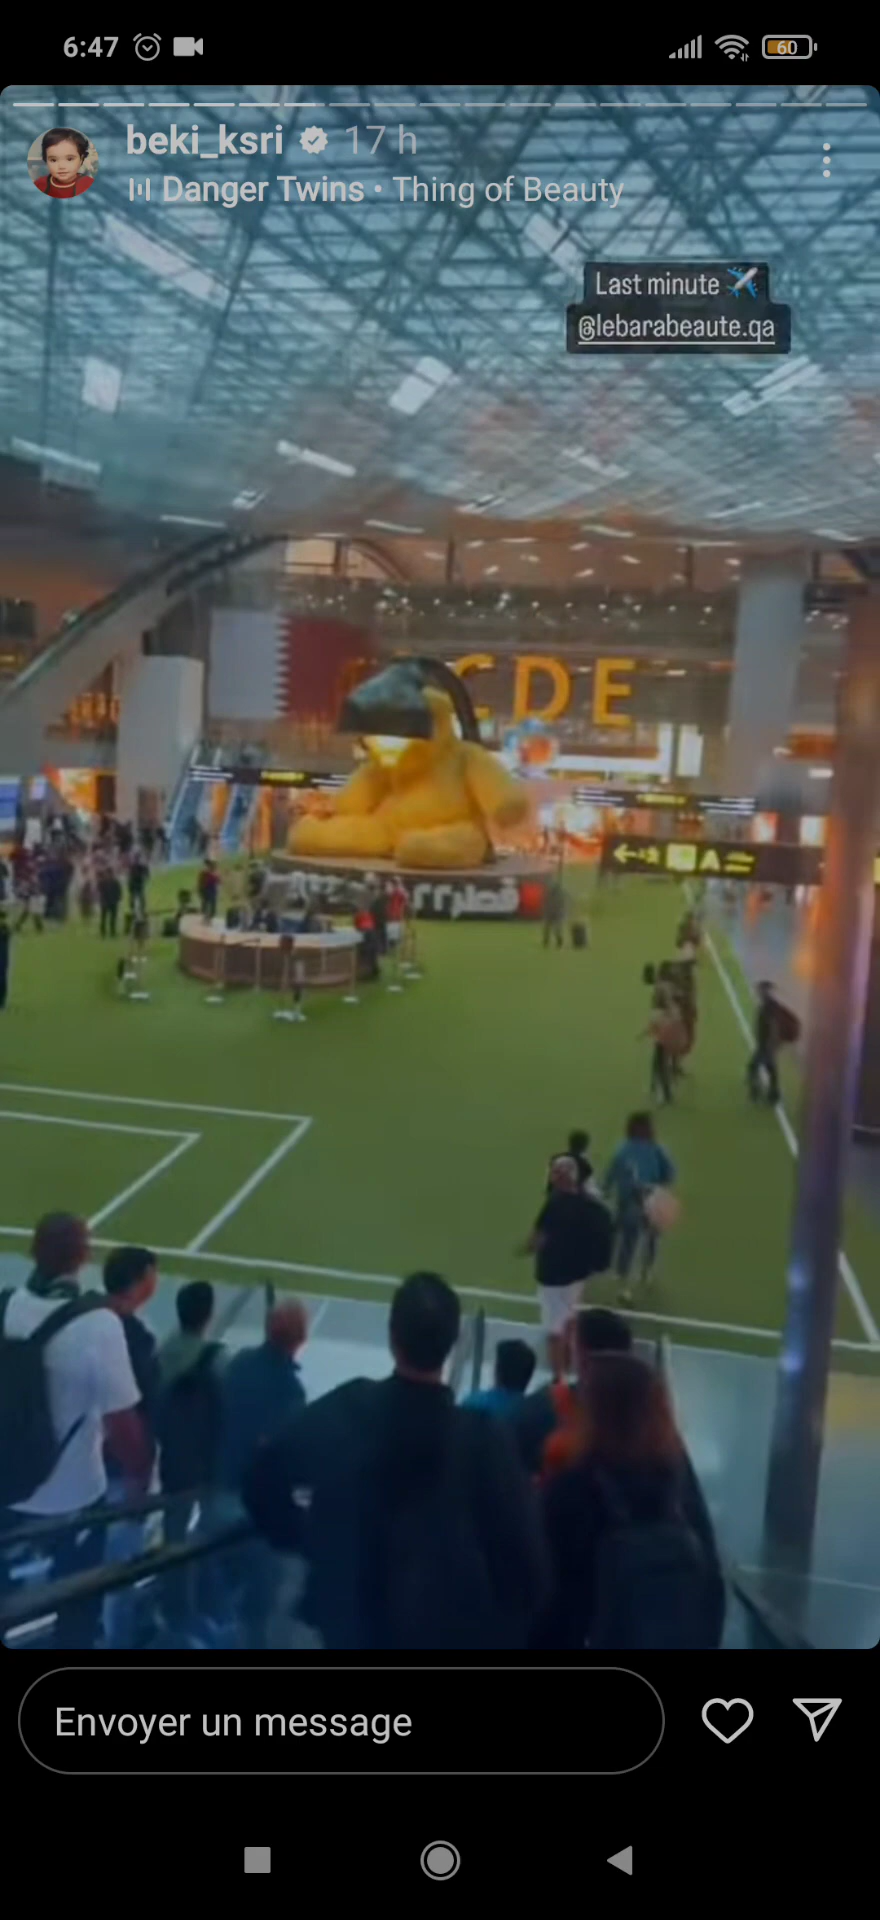 6:47
60
beki_ksri 17 h
Danger Twins • Thing of Beauty
Last minute ✈️
@lebarabeaute.qa
CDE
A
قطر٢٢
Envoyer un message